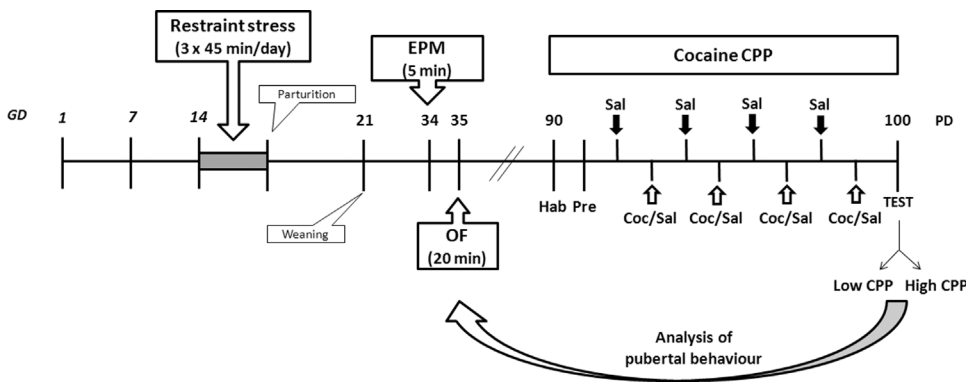 Restraint stress
(3 x 45 min/day)
EPM
(5 min)
Cocaine CPP
Parturition
GD 1 7 14 21 34 35 90 Sal Sal Sal Sal 100 PD
Hab Pre Coc/Sal Coc/Sal Coc/Sal Coc/Sal TEST
Weaning
OF
(20 min)
Low CPP High CPP
Analysis of
pubertal behaviour